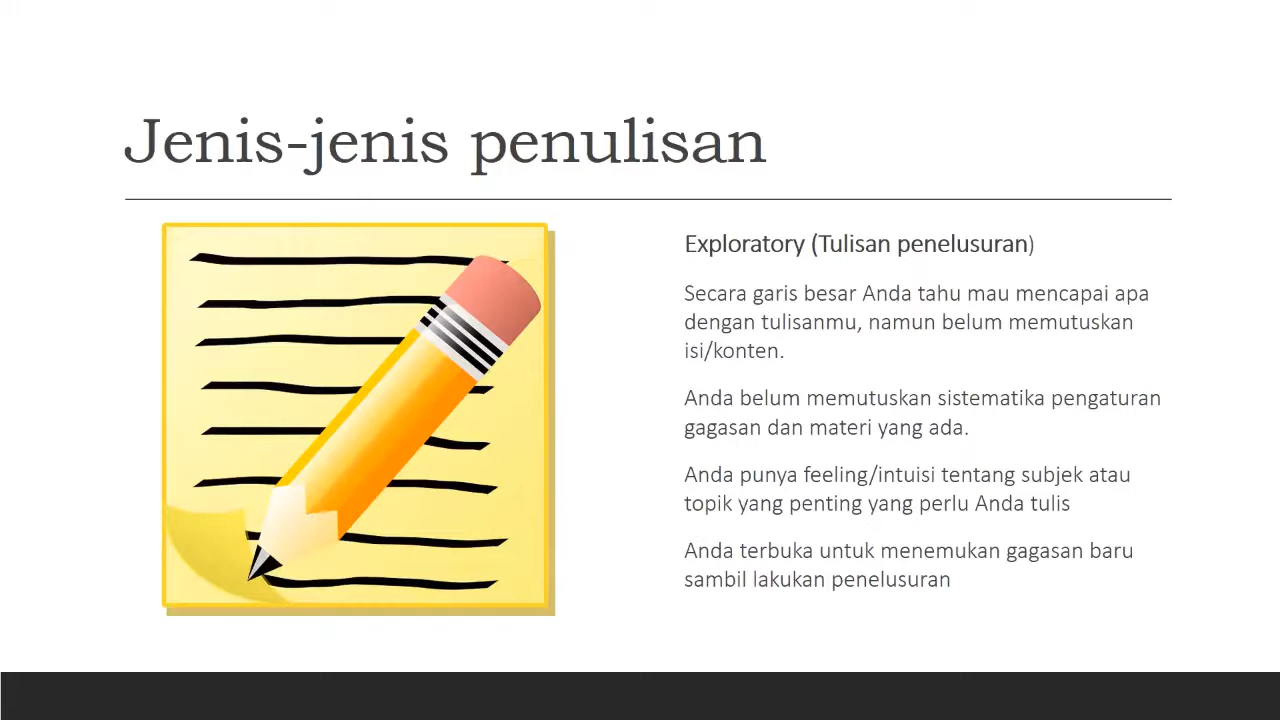 Jenis-jenis penulisan
Exploratory (Tulisan penelusuran)
Secara garis besar Anda tahu mau mencapai apa
dengan tulisanmu, namun belum memutuskan
isi/konten.
Anda belum memutuskan sistematika pengaturan
gagasan dan materi yang ada.
Anda punya feeling/intuisi tentang subjek atau
topik yang penting yang perlu Anda tulis
Anda terbuka untuk menemukan gagasan baru
sambil lakukan penelusuran